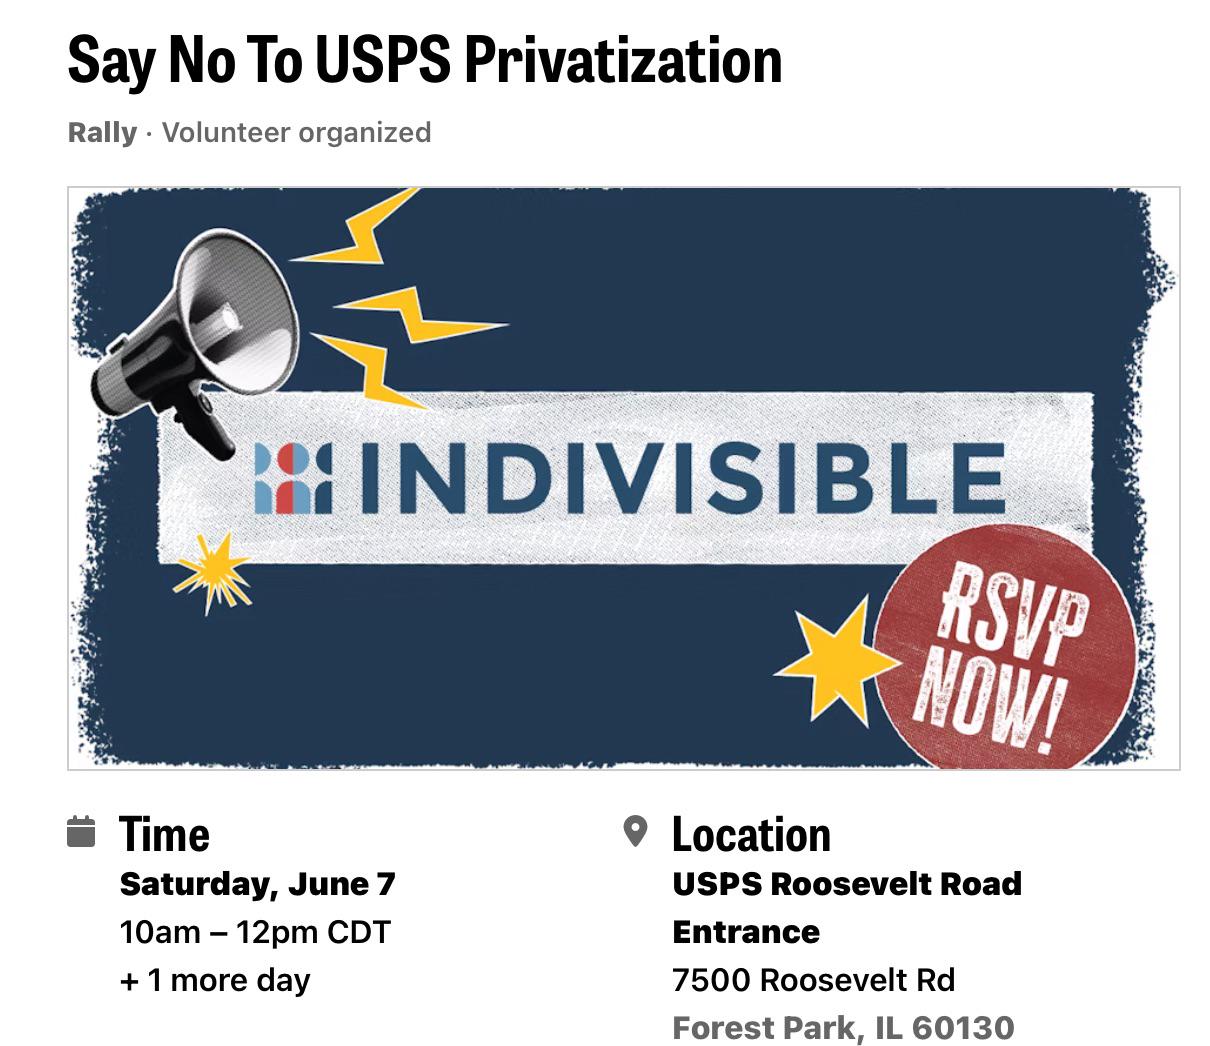 Say No To USPS Privatization
Rally · Volunteer organized
INDIVISIBLE
RSVP
NOW!
Time
Saturday, June 7
10am – 12pm CDT
+ 1 more day
Location
USPS Roosevelt Road
Entrance
7500 Roosevelt Rd
Forest Park, IL 60130